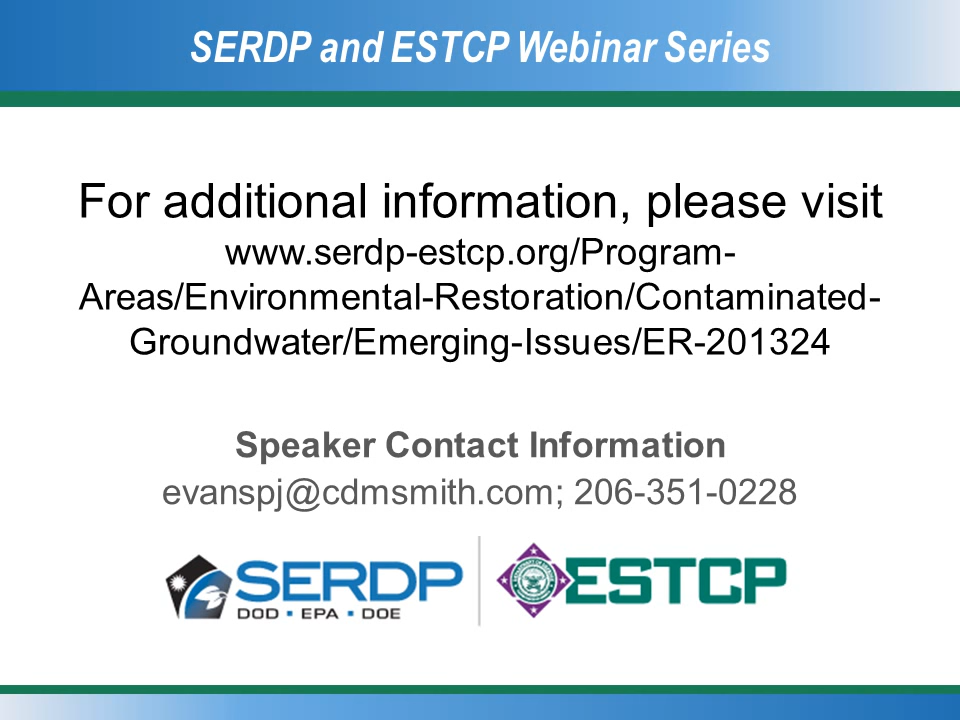 SERDP and ESTCP Webinar Series
For additional information, please visit
www.serdp-estcp.org/Program-
Areas/Environmental-Restoration/Contaminated-
Groundwater/Emerging-Issues/ER-201324
Speaker Contact Information
evanspj@cdmsmith.com; 206-351-0228
SERDP
DOD • EPA • DOE
ESTCP